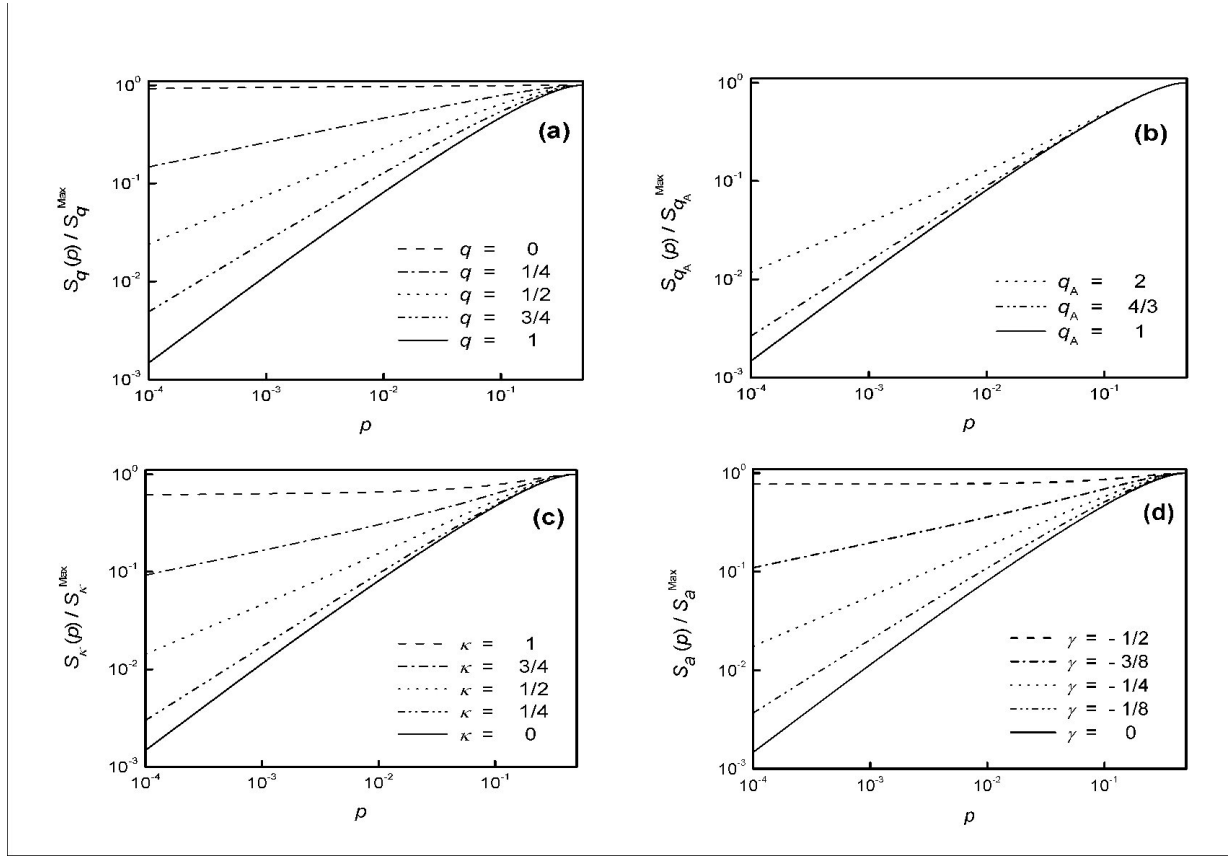 (a)
S_q(p) / S_q^Max
10^0
10^-1
10^-2
10^-3
q = 0
q = 1/4
q = 1/2
q = 3/4
q = 1
10^-4 10^-3 10^-2 10^-1
p
(b)
S_qA(p) / S_qA^Max
10^0
10^-1
10^-2
10^-3
q_A = 2
q_A = 4/3
q_A = 1
10^-4 10^-3 10^-2 10^-1
p
(c)
S_κ(p) / S_κ^Max
10^0
10^-1
10^-2
10^-3
κ = 1
κ = 3/4
κ = 1/2
κ = 1/4
κ = 0
10^-4 10^-3 10^-2 10^-1
p
(d)
S_a(p) / S_a^Max
10^0
10^-1
10^-2
10^-3
γ = - 1/2
γ = - 3/8
γ = - 1/4
γ = - 1/8
γ = 0
10^-4 10^-3 10^-2 10^-1
p